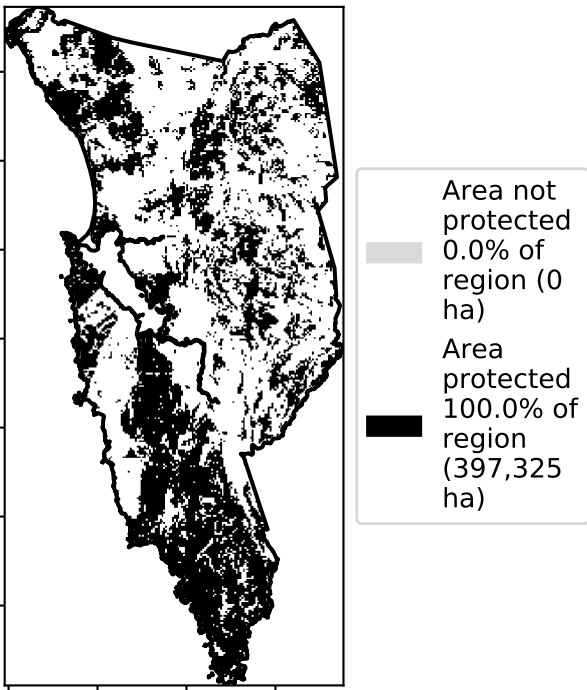 Area not
protected
0.0% of
region (0
ha)
Area
protected
100.0% of
region
(397,325
ha)